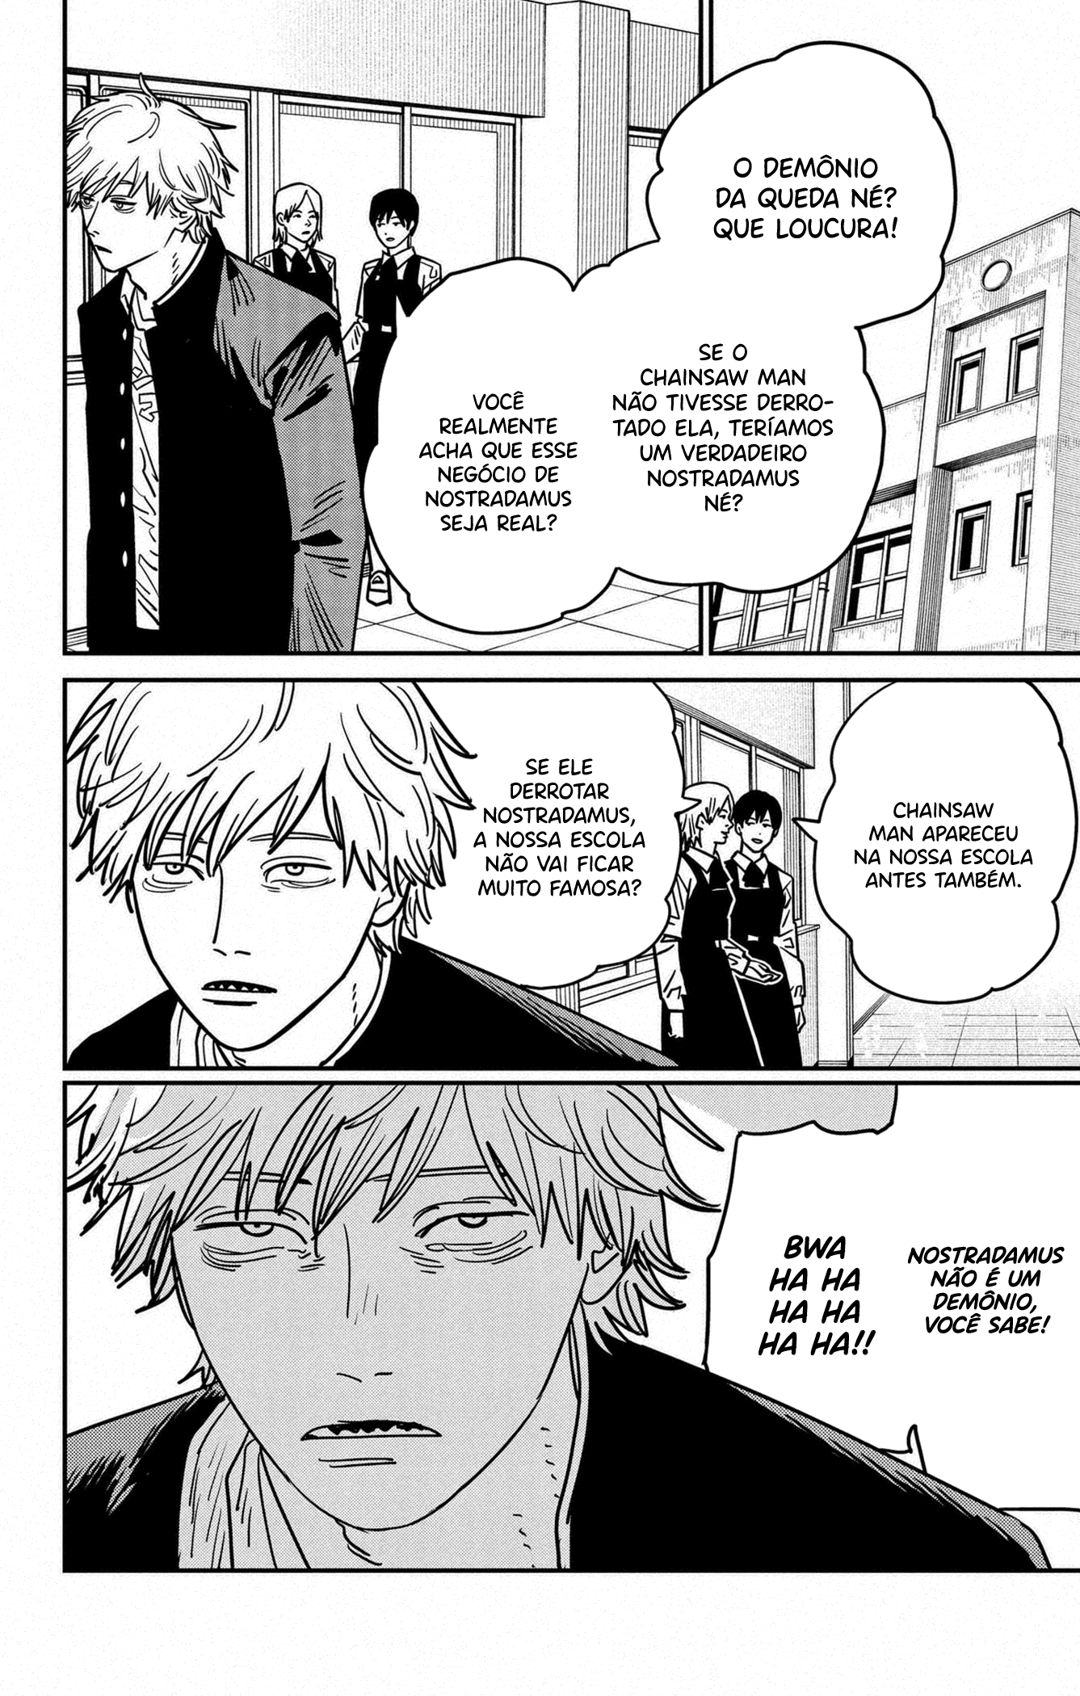 O DEMÔNIO
DA QUEDA NÉ?
QUE LOUCURA!
SE O
CHAINSAW MAN
NÃO TIVESSE DERRO-
TADO ELA, TERÍAMOS
UM VERDADEIRO
NOSTRADAMUS
NÉ?
VOCÊ
REALMENTE
ACHA QUE ESSE
NEGÓCIO DE
NOSTRADAMUS
SEJA REAL?
CHAINSAW
MAN APARECEU
NA NOSSA ESCOLA
ANTES TAMBÉM.
SE ELE
DERROTAR
NOSTRADAMUS,
A NOSSA ESCOLA
NÃO VAI FICAR
MUITO FAMOSA?
NOSTRADAMUS
NÃO É UM
DEMÔNIO,
VOCÊ SABE!
BWA
HA HA
HA HA
HA HA!!